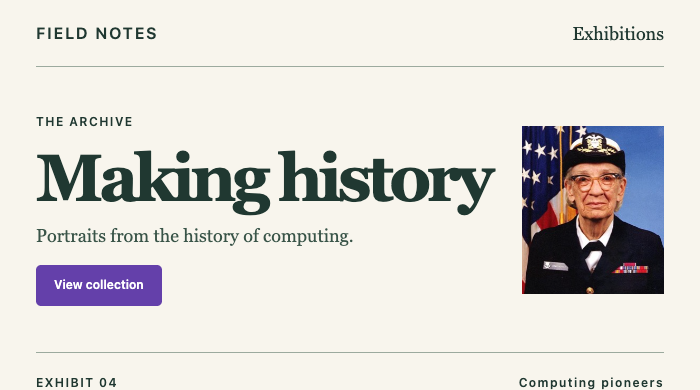 FIELD NOTES
Exhibitions
THE ARCHIVE
Making history
Portraits from the history of computing.
View collection
EXHIBIT 04
Computing pioneers